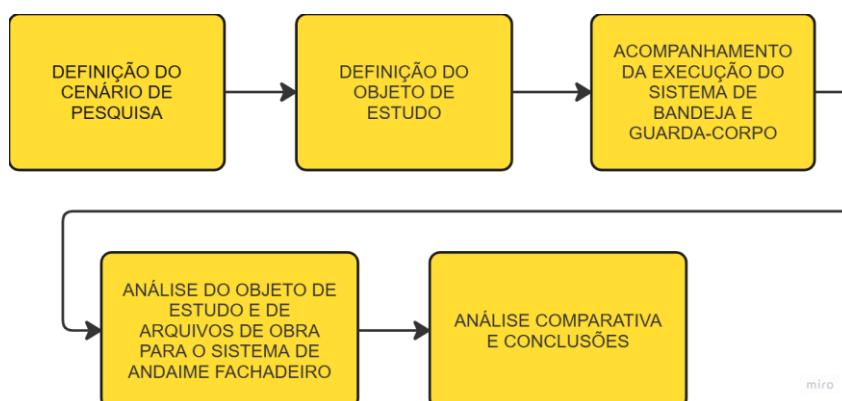 DEFINIÇÃO DO
CENÁRIO DE
PESQUISA
DEFINIÇÃO DO
OBJETO DE
ESTUDO
ACOMPANHAMENTO
DA EXECUÇÃO DO
SISTEMA DE
BANDEJA E
GUARDA-CORPO
ANÁLISE DO OBJETO DE
ESTUDO E DE
ARQUIVOS DE OBRA
PARA O SISTEMA DE
ANDAIME FACHADEIRO
ANÁLISE COMPARATIVA
E CONCLUSÕES
miro